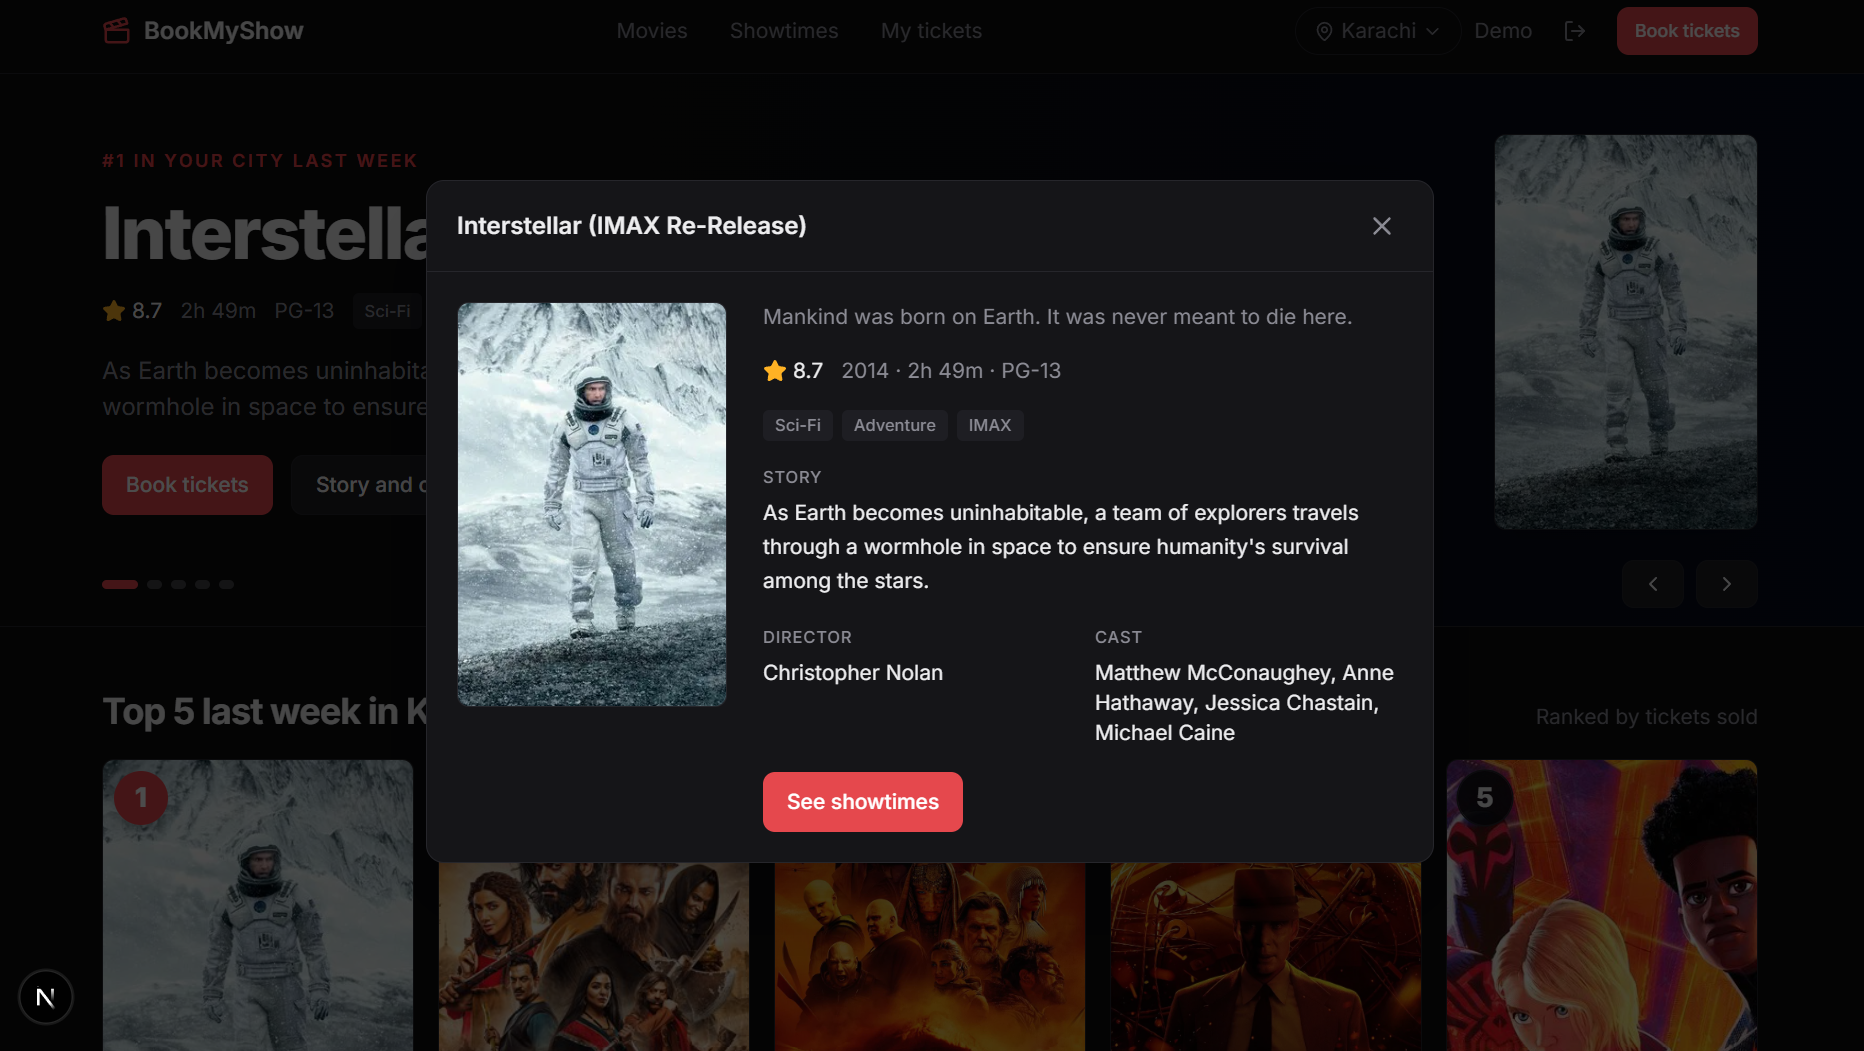 BookMyShow
Movies
Showtimes
My tickets
Karachi
Demo
Book tickets
#1 IN YOUR CITY LAST WEEK
Interstella
8.7 2h 49m PG-13 Sci-Fi
As Earth becomes uninhabita
wormhole in space to ensure
Book tickets
Story and c
Interstellar (IMAX Re-Release)
Mankind was born on Earth. It was never meant to die here.
8.7 2014 · 2h 49m · PG-13
Sci-Fi Adventure IMAX
STORY
As Earth becomes uninhabitable, a team of explorers travels
through a wormhole in space to ensure humanity's survival
among the stars.
DIRECTOR
Christopher Nolan
CAST
Matthew McConaughey, Anne
Hathaway, Jessica Chastain,
Michael Caine
See showtimes
Top 5 last week in K
Ranked by tickets sold
1
5
N